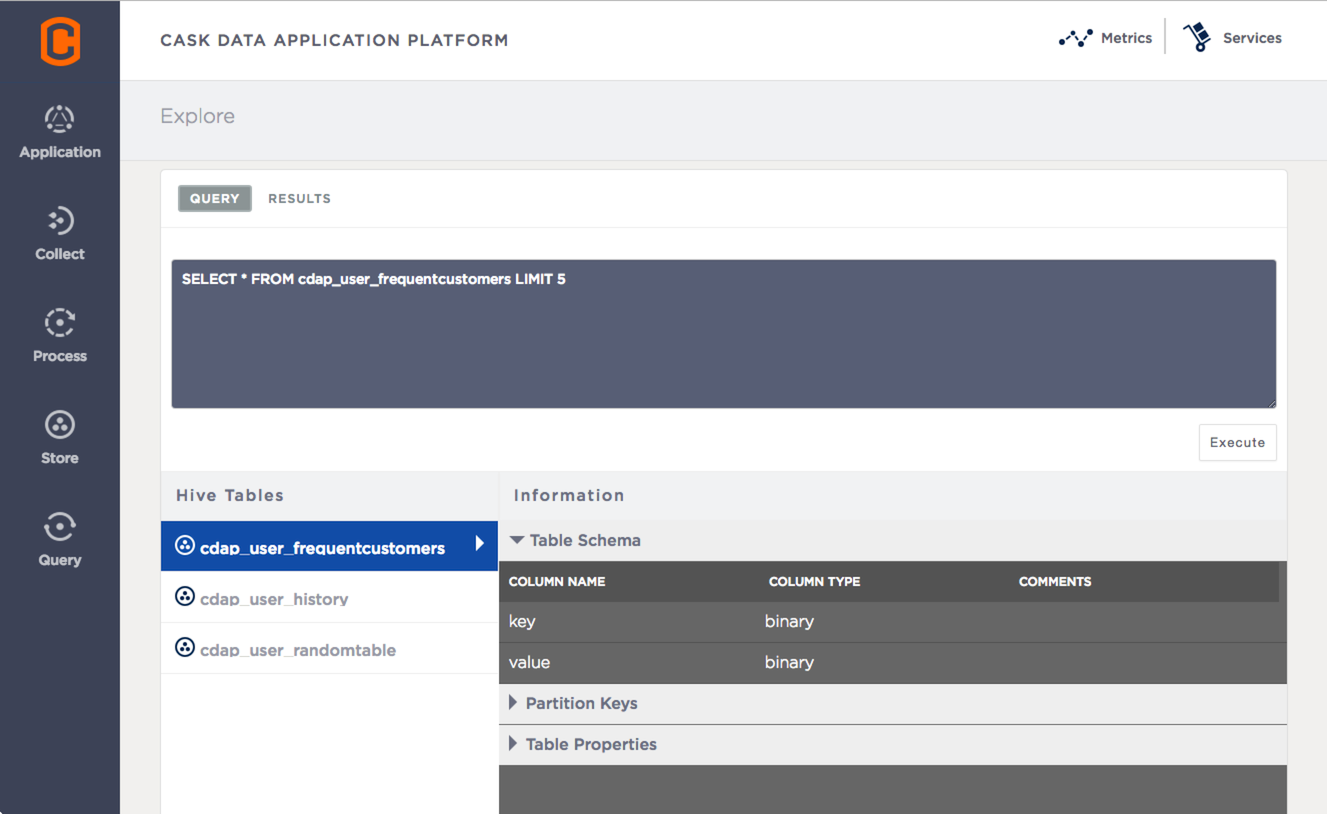 CASK DATA APPLICATION PLATFORM
Metrics
Services
Application
Collect
Process
Store
Query
Explore
QUERY RESULTS
SELECT * FROM cdap_user_frequentcustomers LIMIT 5
Execute
Hive Tables
cdap_user_frequentcustomers
cdap_user_history
cdap_user_randomtable
Information
Table Schema
COLUMN NAME COLUMN TYPE COMMENTS
key binary
value binary
Partition Keys
Table Properties